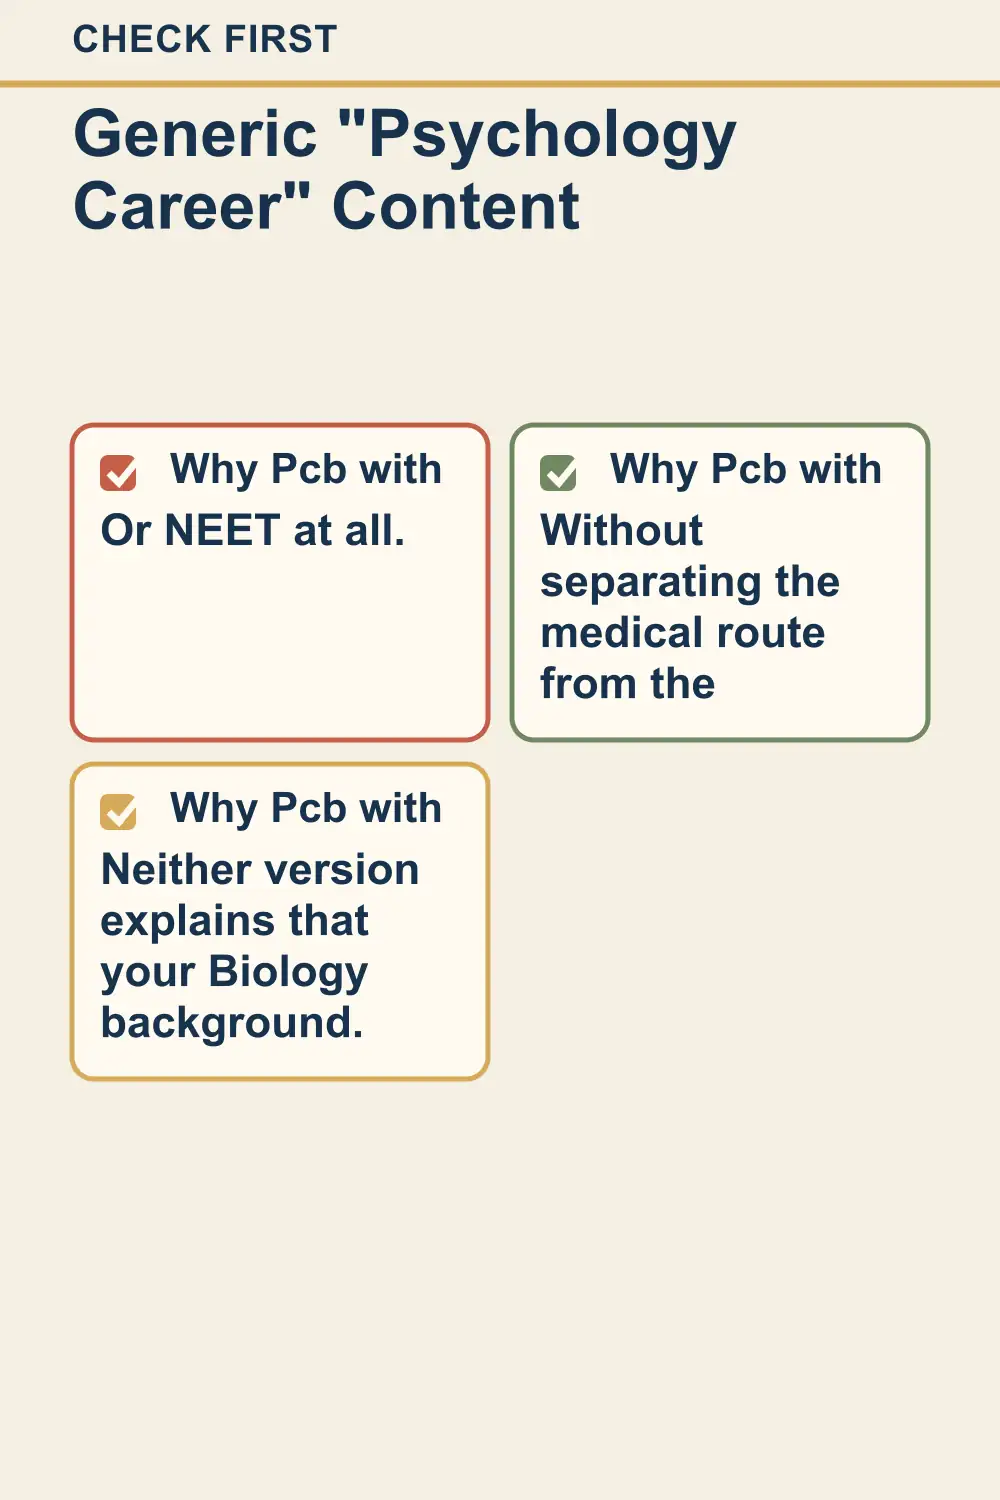 CHECK FIRST
Generic "Psychology
Career" Content
Why Pcb with
Or NEET at all.
Why Pcb with
Without
separating the
medical route
from the
Why Pcb with
Neither version
explains that
your Biology
background.